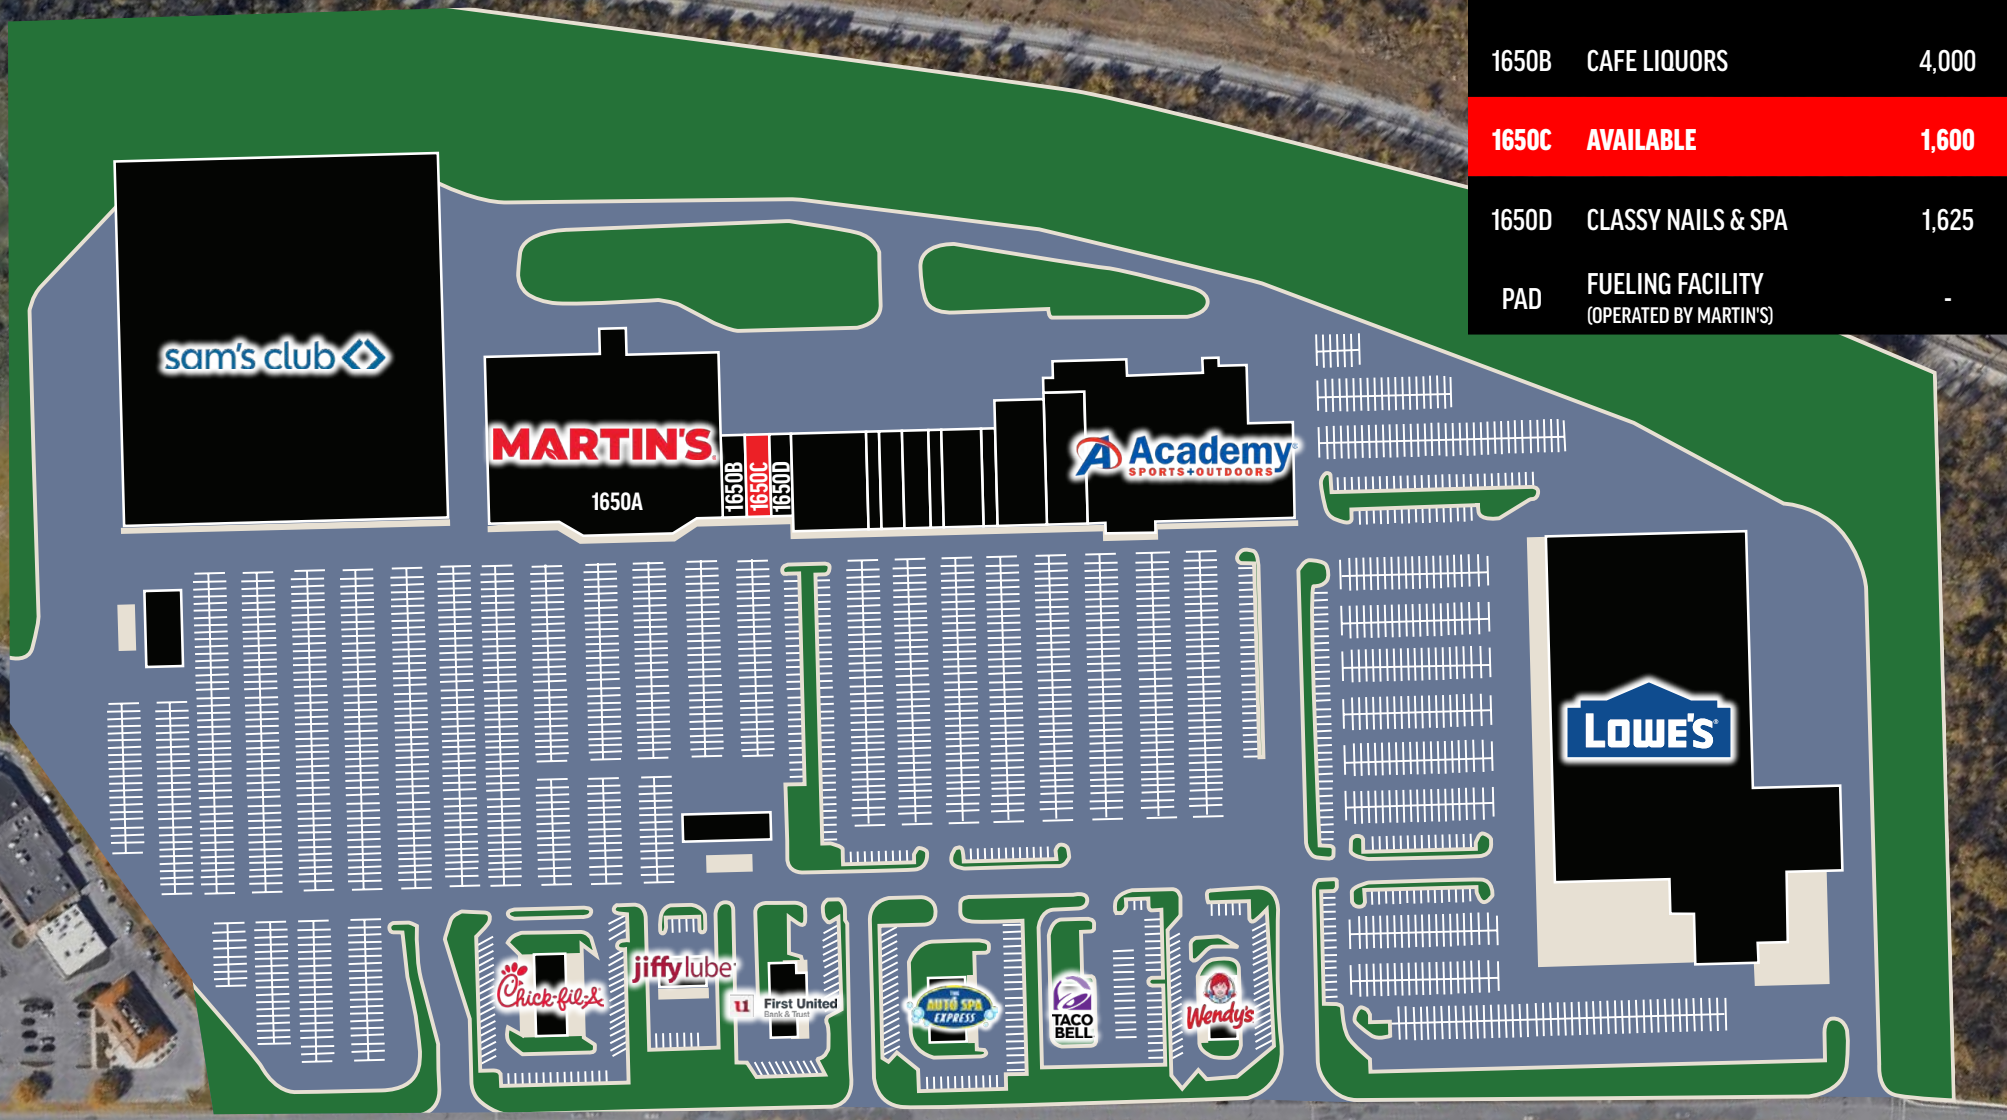 1650B CAFE LIQUORS 4,000
1650C AVAILABLE 1,600
1650D CLASSY NAILS & SPA 1,625
PAD FUELING FACILITY -
(OPERATED BY MARTIN'S)
sam's club
MARTIN'S
1650A
1650B
1650C
1650D
Academy
SPORTS+OUTDOORS
LOWE'S
Chick-fil-A
jiffylube
u First United
Bank & Trust
THE
AUTO SPA
EXPRESS
TACO
BELL
Wendy's